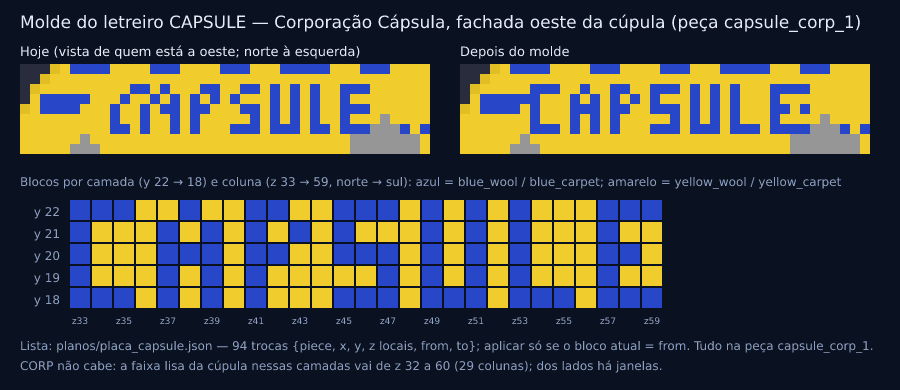 Molde do letreiro CAPSULE — Corporação Cápsula, fachada oeste da cúpula (peça capsule_corp_1)
Hoje (vista de quem está a oeste; norte à esquerda)
Depois do molde
CAPSULE
CAPSULE
Blocos por camada (y 22 → 18) e coluna (z 33 → 59, norte → sul): azul = blue_wool / blue_carpet; amarelo = yellow_wool / yellow_carpet
y 22
y 21
y 20
y 19
y 18
z33 z35 z37 z39 z41 z43 z45 z47 z49 z51 z53 z55 z57 z59
Lista: planos/placa_capsule.json — 94 trocas {piece, x, y, z locais, from, to}; aplicar só se o bloco atual = from. Tudo na peça capsule_corp_1.
CORP não cabe: a faixa lisa da cúpula nessas camadas vai de z 32 a 60 (29 colunas); dos lados há janelas.